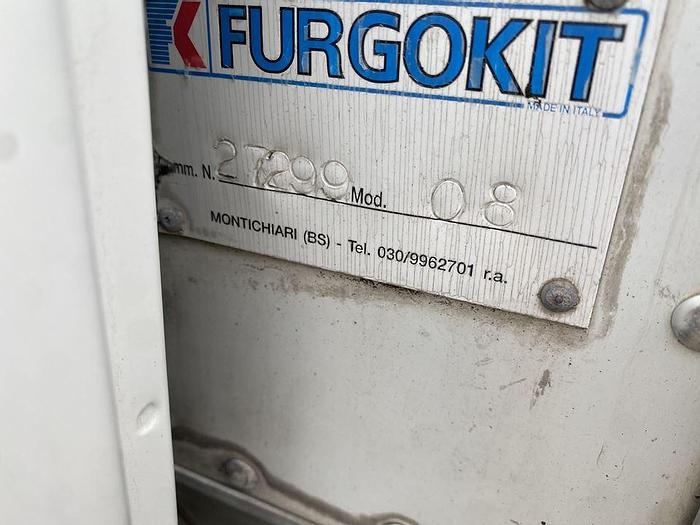 FURGOKIT
MADE IN ITALY
mm. N. 27299 Mod. 08
MONTICHIARI (BS) - Tel. 030/9962701 r.a.